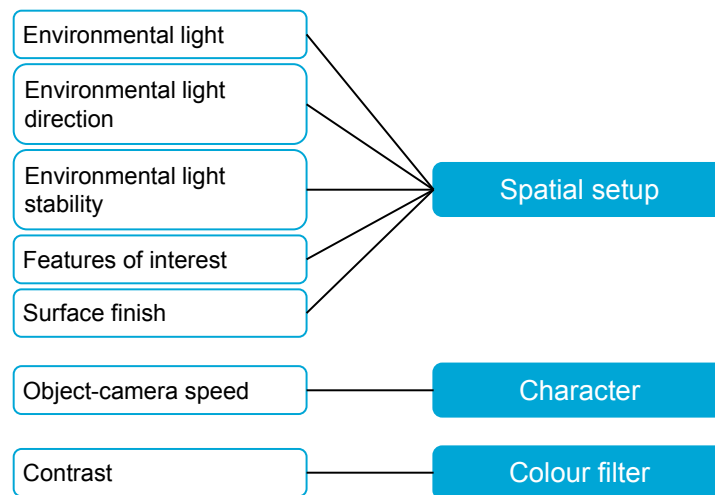 Environmental light
Environmental light
direction
Environmental light
stability
Spatial setup
Features of interest
Surface finish
Object-camera speed
Character
Contrast
Colour filter